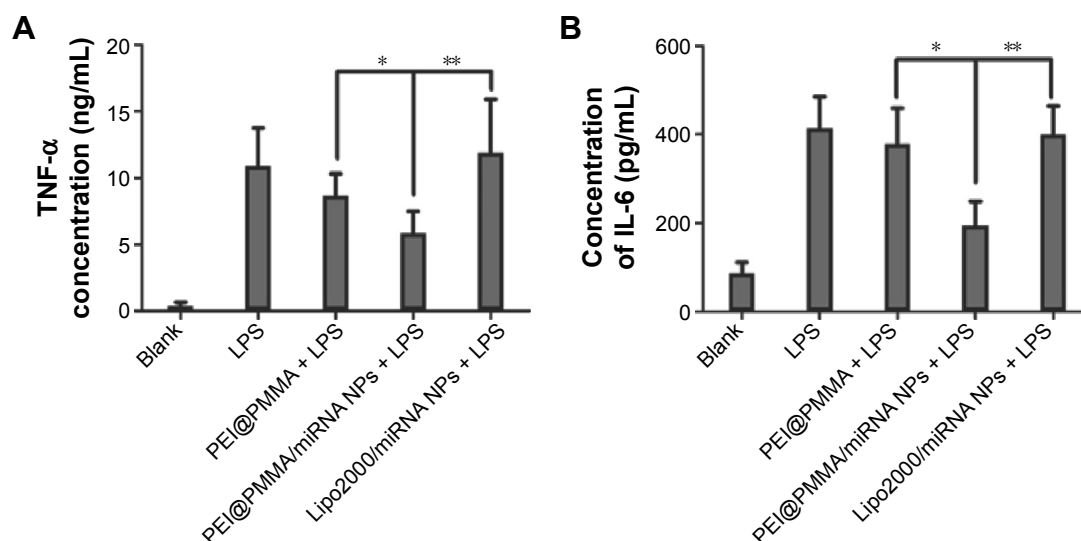 A
TNF-α
concentration (ng/mL)
20
15
10
5
0
*
**
Blank
LPS
PEI@PMMA + LPS
PEI@PMMA/miRNA NPs + LPS
Lipo2000/miRNA NPs + LPS
B
Concentration
of IL-6 (pg/mL)
600
400
200
0
*
**
Blank
LPS
PEI@PMMA + LPS
PEI@PMMA/miRNA NPs + LPS
Lipo2000/miRNA NPs + LPS